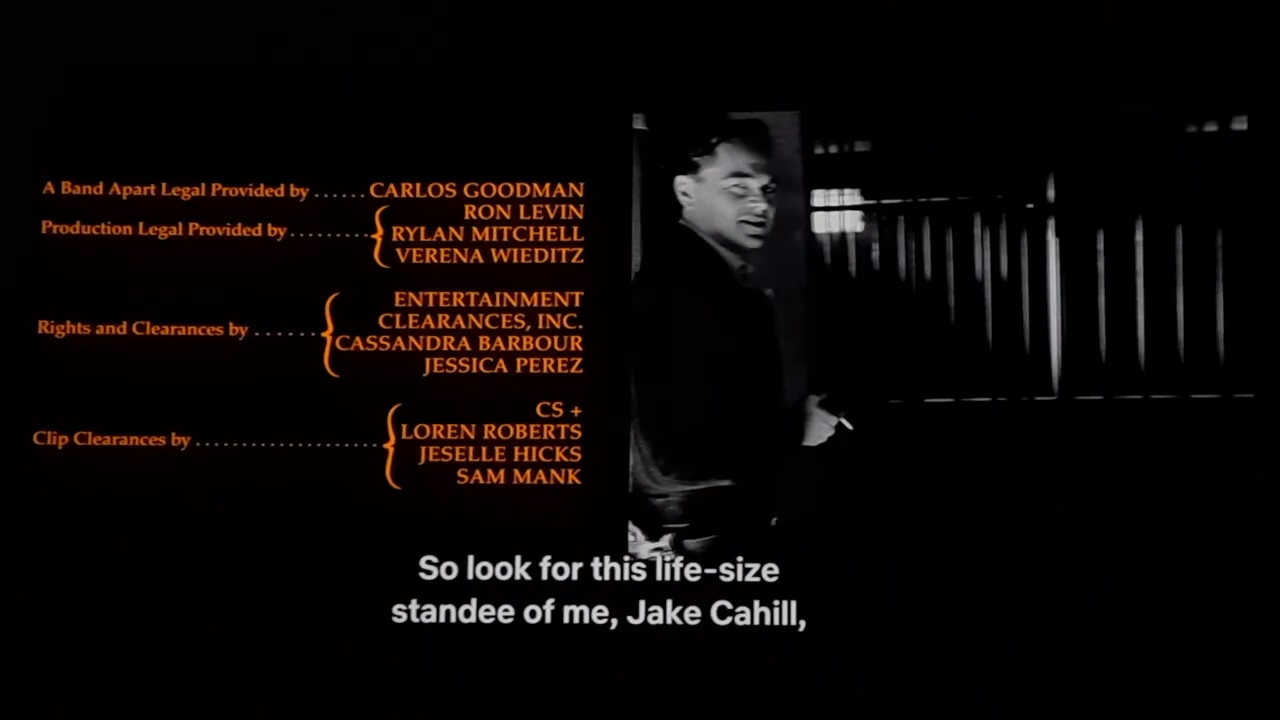 A Band Apart Legal Provided by ...... CARLOS GOODMAN
RON LEVIN
Production Legal Provided by ......... RYLAN MITCHELL
VERENA WIEDITZ
ENTERTAINMENT
CLEARANCES, INC.
Rights and Clearances by ......
CASSANDRA BARBOUR
JESSICA PEREZ
CS +
LOREN ROBERTS
Clip Clearances by ....................
JESELLE HICKS
SAM MANK
So look for this life-size
standee of me, Jake Cahill,